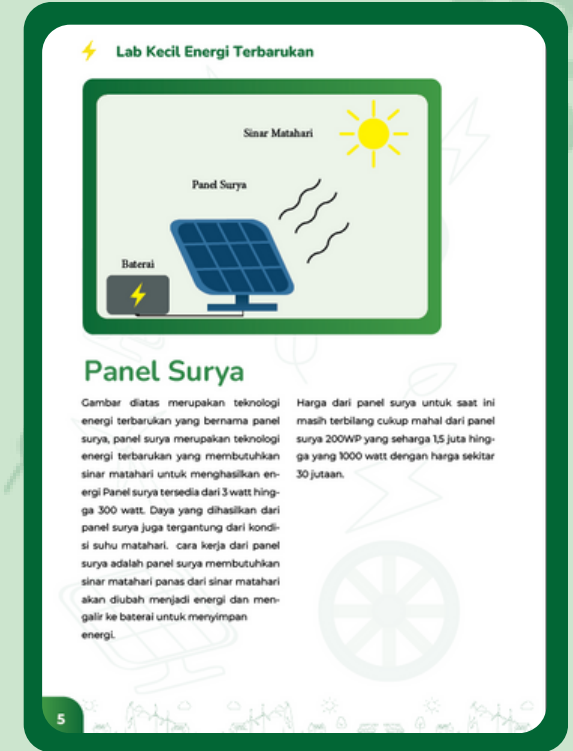 Lab Kecil Energi Terbarukan
Sinar Matahari
Panel Surya
Baterai
Panel Surya
Gambar diatas merupakan teknologi
energi terbarukan yang bernama panel
surya, panel surya merupakan teknologi
energi terbarukan yang membutuhkan
sinar matahari untuk menghasilkan en-
ergi Panel surya tersedia dari 3 watt hing-
ga 300 watt. Daya yang dihasilkan dari
panel surya juga tergantung dari kondi-
si suhu matahari. cara kerja dari panel
surya adalah panel surya membutuhkan
sinar matahari panas dari sinar matahari
akan diubah menjadi energi dan men-
galir ke baterai untuk menyimpan
energi.
Harga dari panel surya untuk saat ini
masih terbilang cukup mahal dari panel
surya 200WP yang seharga 1,5 juta hing-
ga yang 1000 watt dengan harga sekitar
30 jutaan.
5